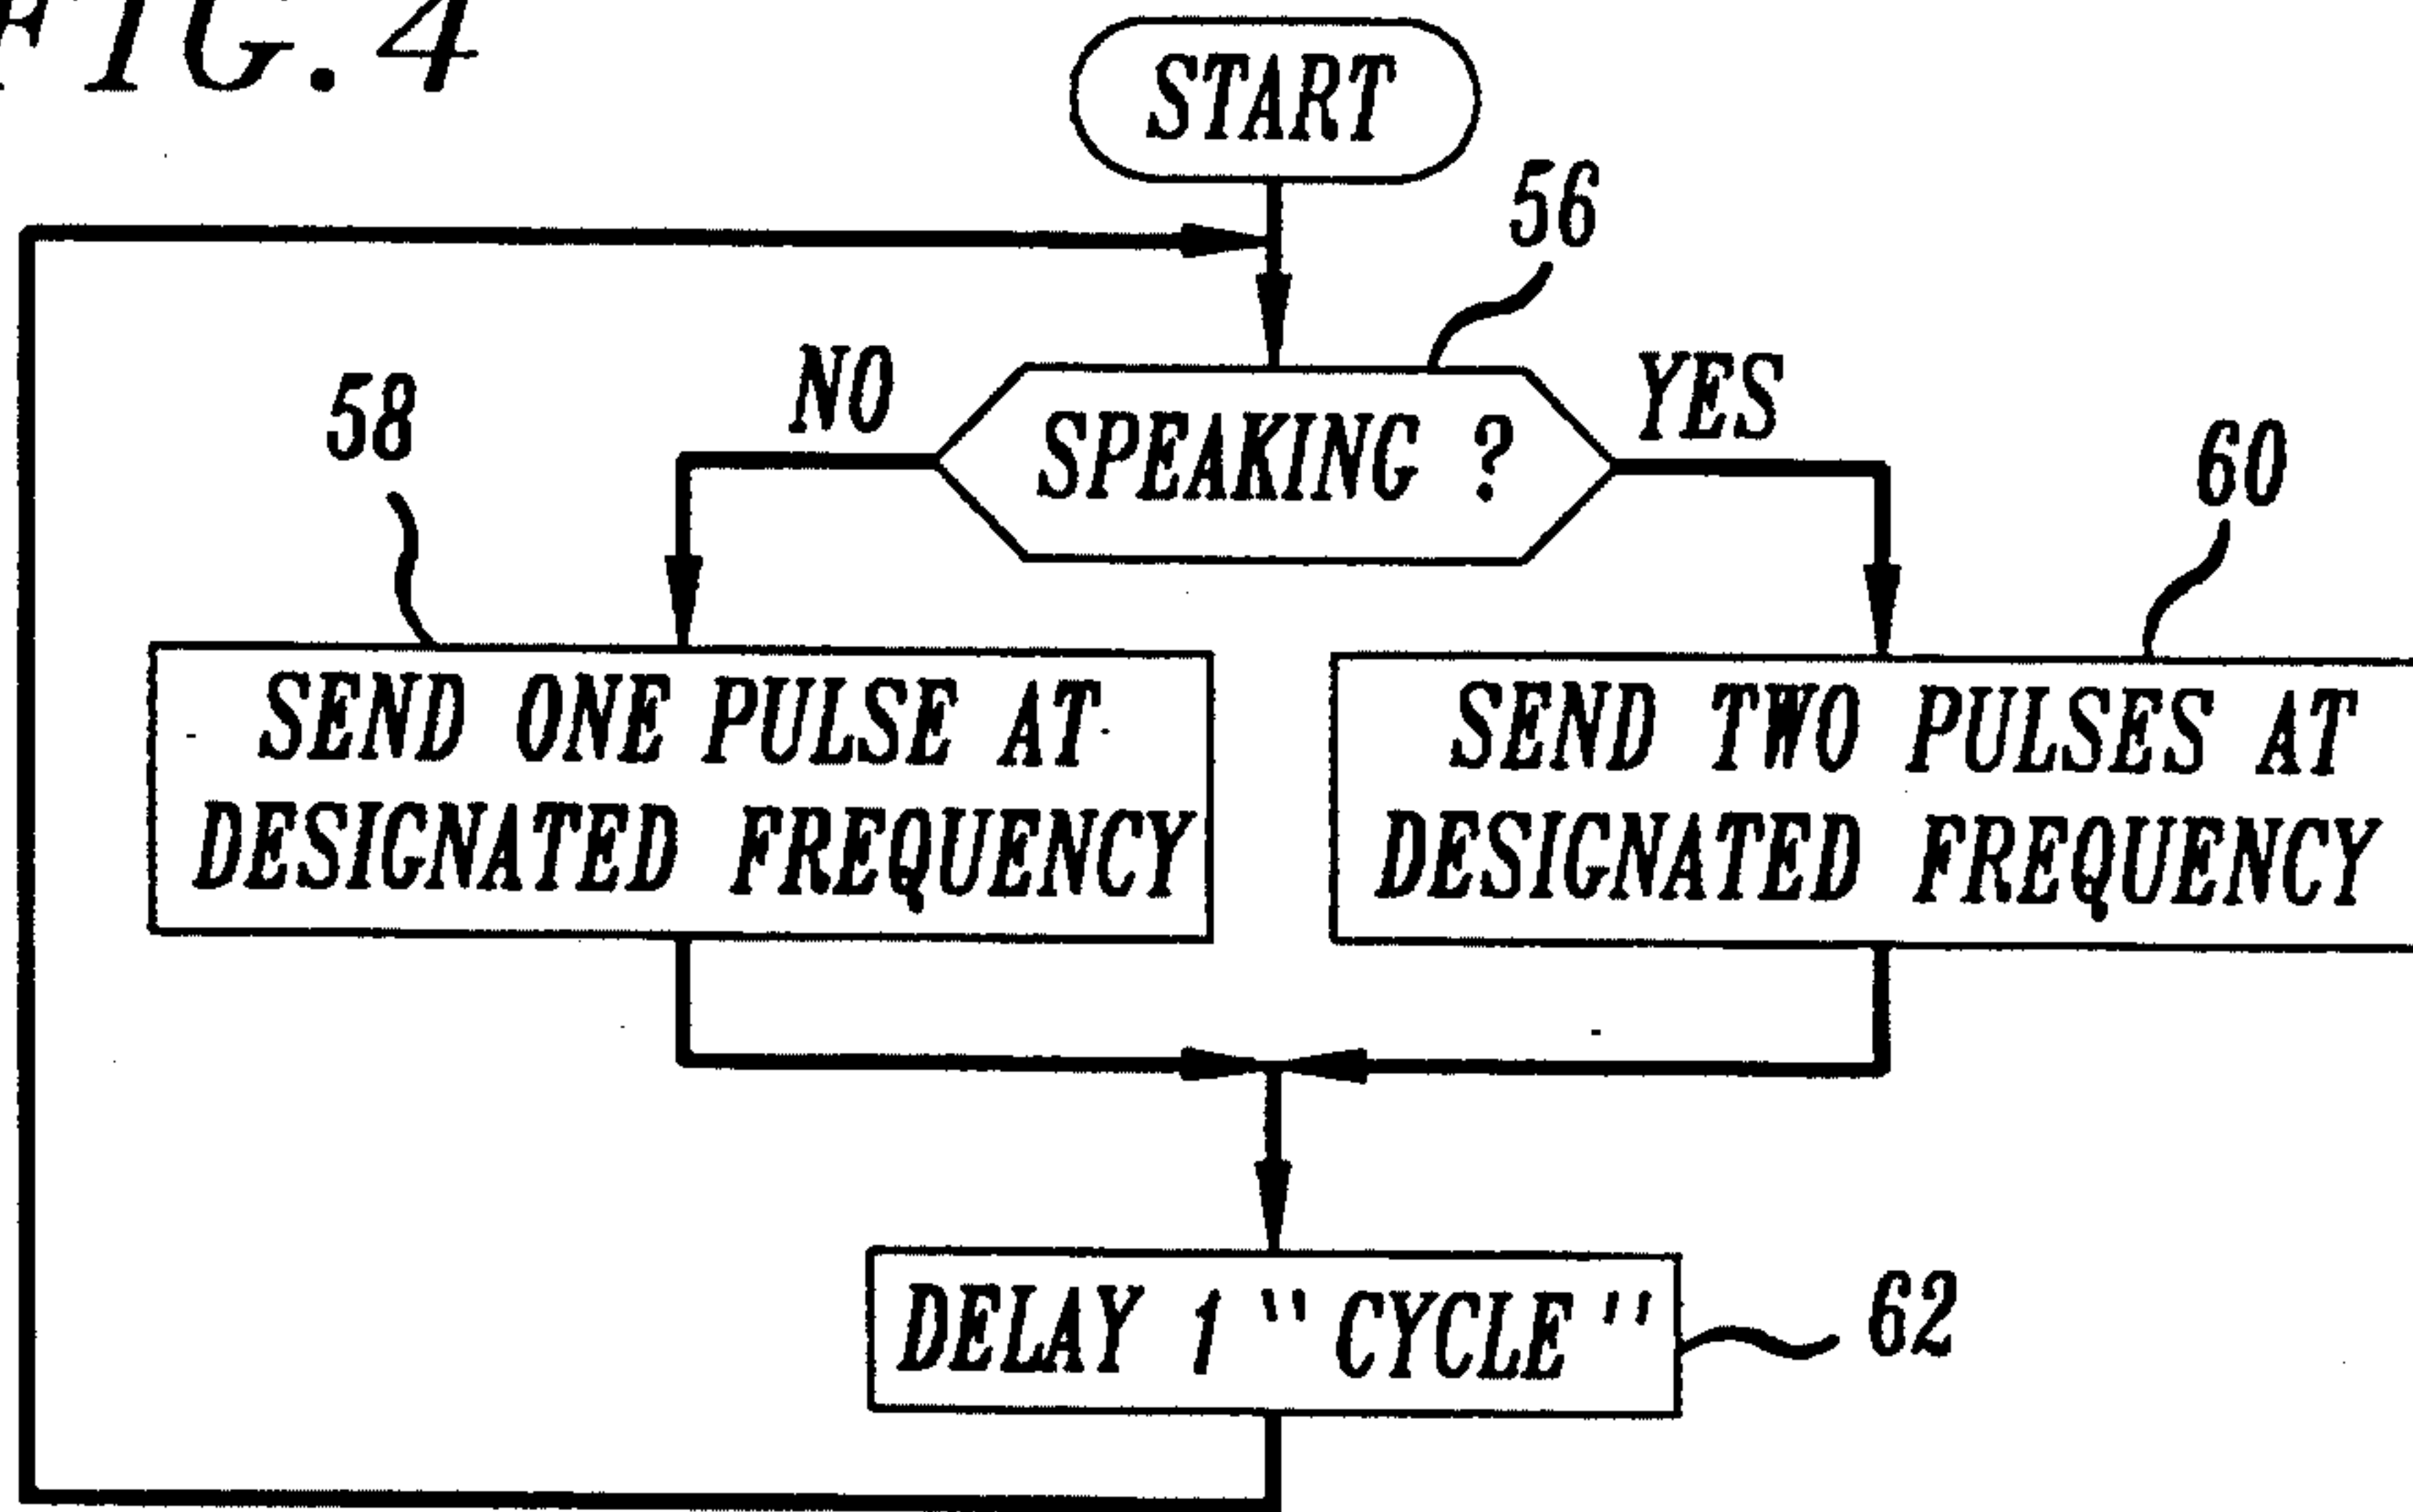 FIG. 4
START
56
NO
YES
58
SPEAKING ?
60
SEND ONE PULSE AT
DESIGNATED FREQUENCY
SEND TWO PULSES AT
DESIGNATED FREQUENCY
DELAY 1 "CYCLE"
62